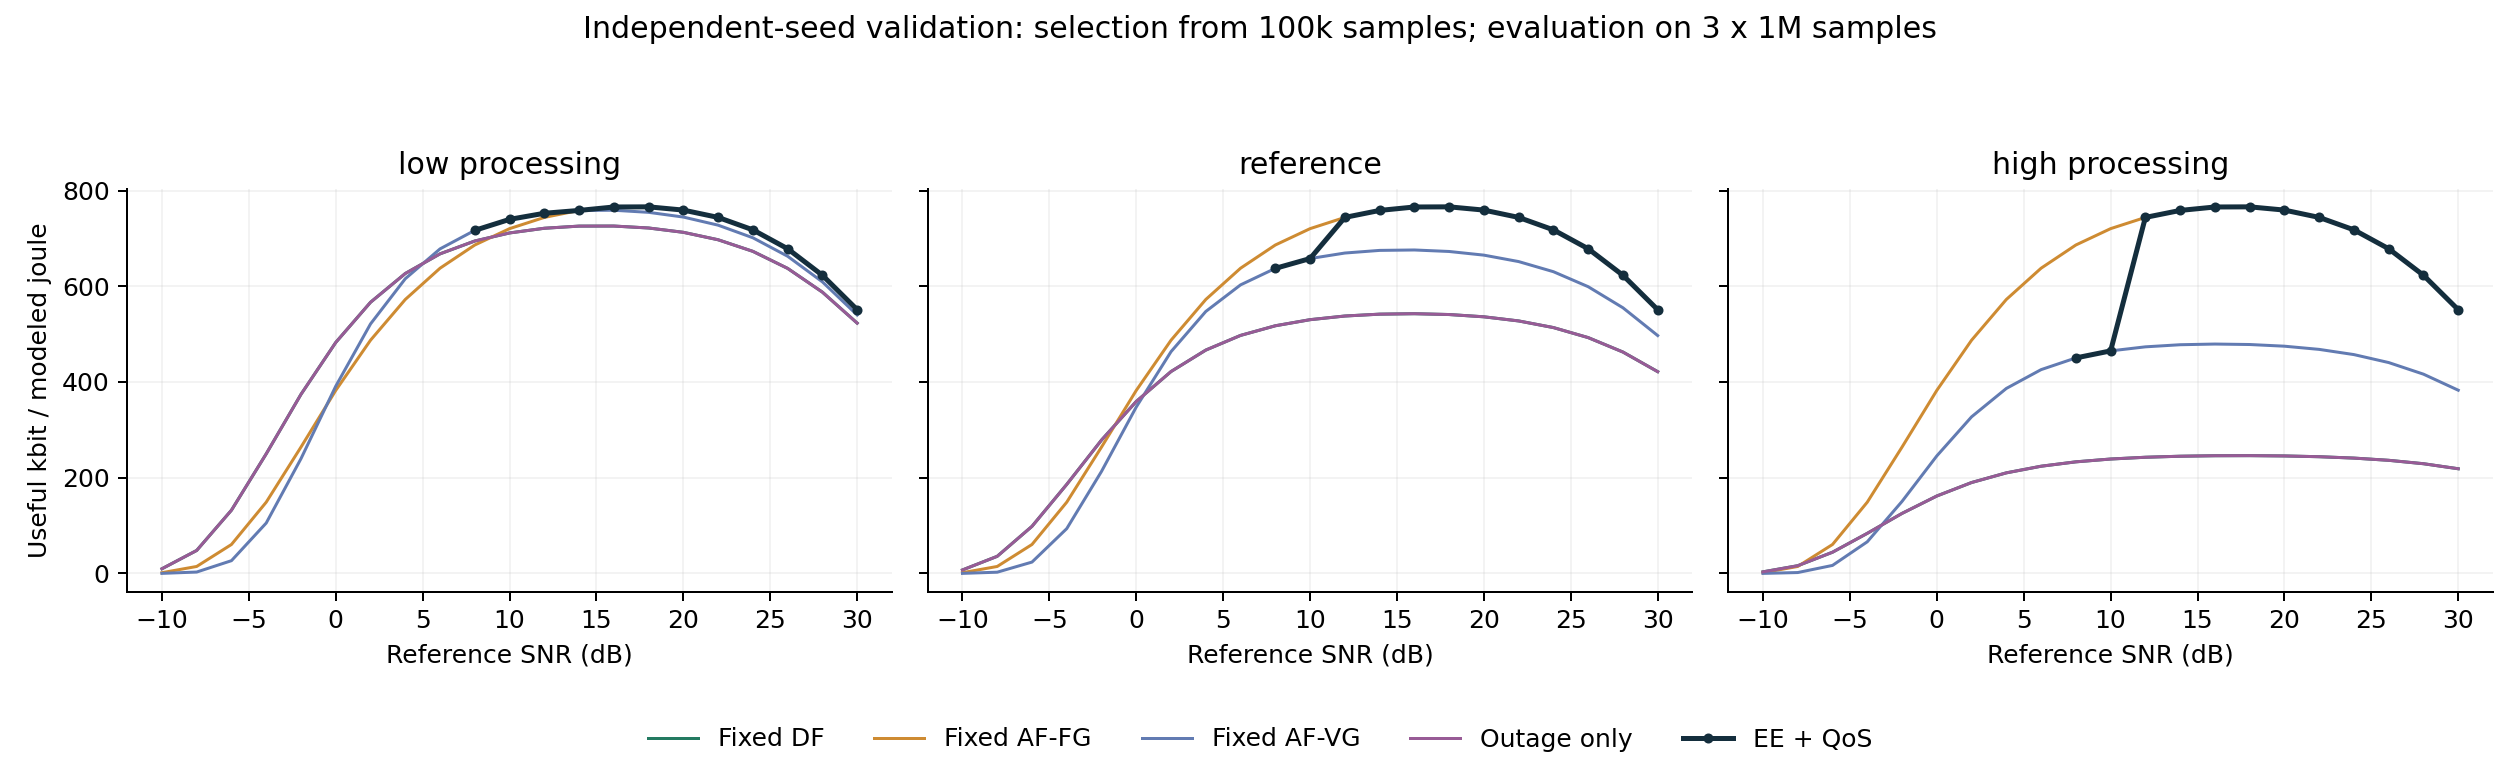 Independent-seed validation: selection from 100k samples; evaluation on 3 x 1M samples
low processing
reference
high processing
Useful kbit / modeled joule
800
600
400
200
0
−10 −5 0 5 10 15 20 25 30
−10 −5 0 5 10 15 20 25 30
−10 −5 0 5 10 15 20 25 30
Reference SNR (dB)
Reference SNR (dB)
Reference SNR (dB)
Fixed DF
Fixed AF-FG
Fixed AF-VG
Outage only
EE + QoS